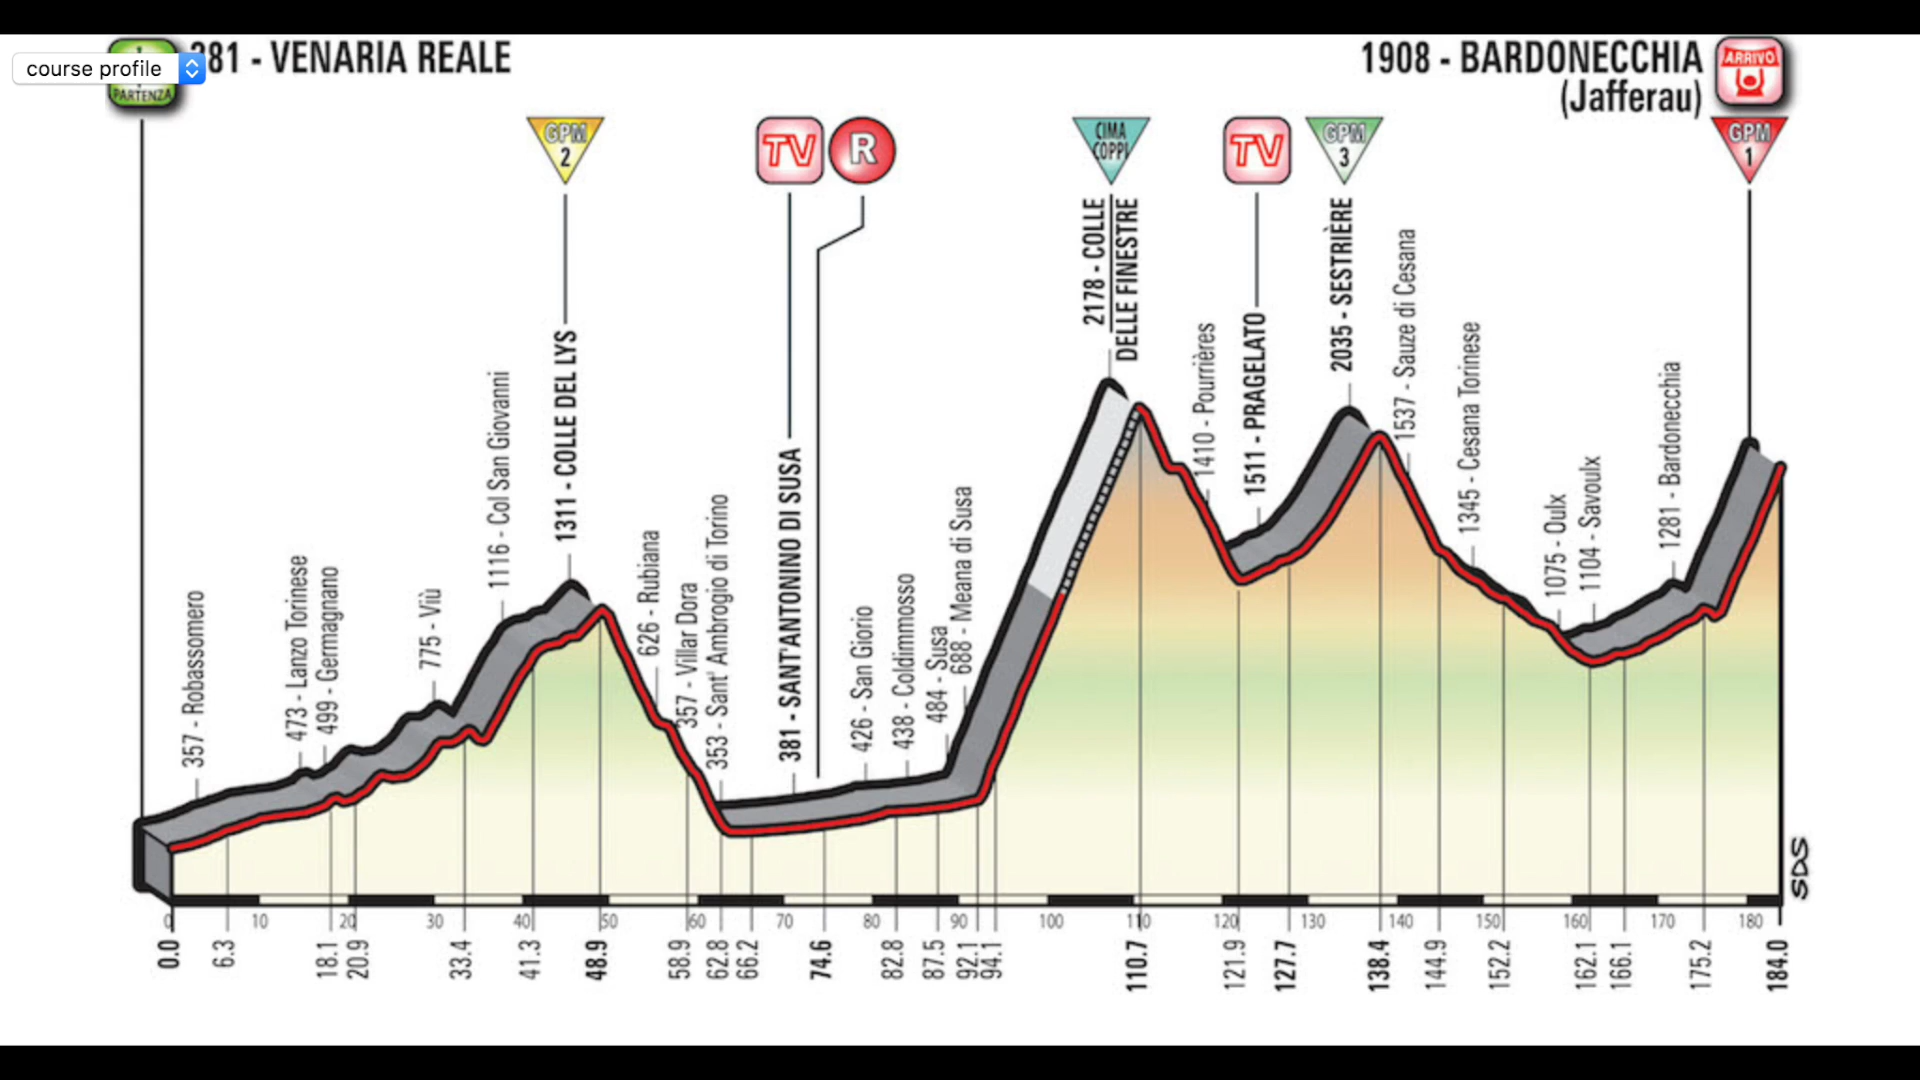 course profile
381 - VENARIA REALE
PARTENZA
1908 - BARDONECCHIA
(Jafferau)
ARRIVO
GPM
2
TV
R
CIMA
COPPI
TV
GPM
3
GPM
1
357 - Robassomero
473 - Lanzo Torinese
499 - Germagnano
775 - Viù
1116 - Col San Giovanni
1311 - COLLE DEL LYS
626 - Rubiana
357 - Villar Dora
353 - Sant' Ambrogio di Torino
381 - SANT'ANTONINO DI SUSA
426 - San Giorio
438 - Coldimmosso
484 - Susa
688 - Meana di Susa
2178 - COLLE
DELLE FINESTRE
1410 - Pourrières
1511 - PRAGELATO
2035 - SESTRIÈRE
1537 - Sauze di Cesana
1345 - Cesana Torinese
1075 - Oulx
1104 - Savoulx
1281 - Bardonecchia
SDS
0 10 20 30 40 50 60 70 80 90 100 110 120 130 140 150 160 170 180
0.0 6.3 18.1 20.9 33.4 41.3 48.9 58.9 62.8 66.2 74.6 82.8 87.5 92.1 94.1 110.7 121.9 127.7 138.4 144.9 152.2 162.1 166.1 175.2 184.0